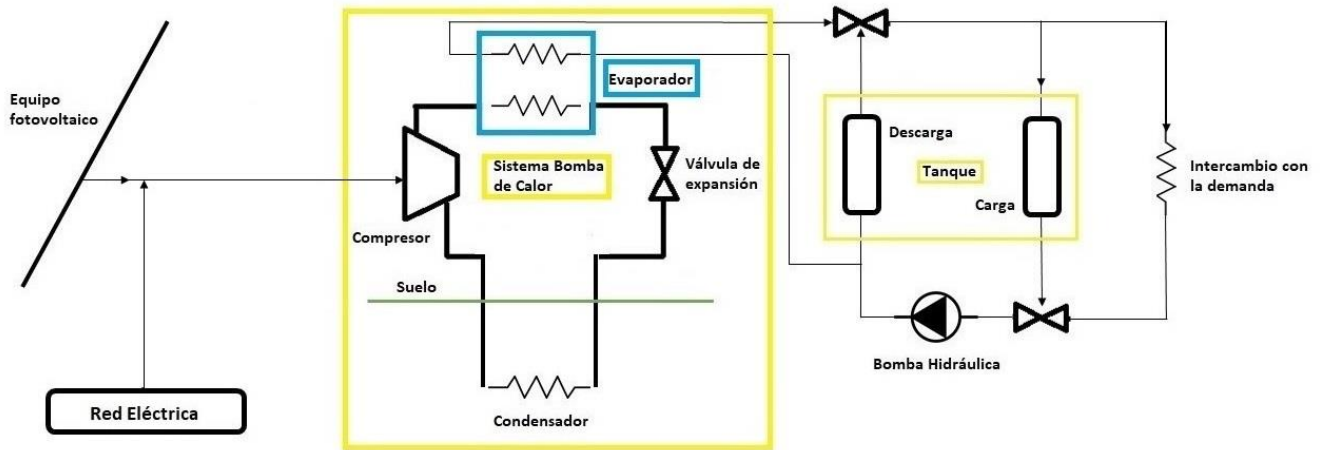 Equipo
fotovoltaico
Evaporador
Sistema Bomba
de Calor
Válvula de
expansión
Compresor
Suelo
Condensador
Red Eléctrica
Descarga
Tanque
Carga
Intercambio con
la demanda
Bomba Hidráulica